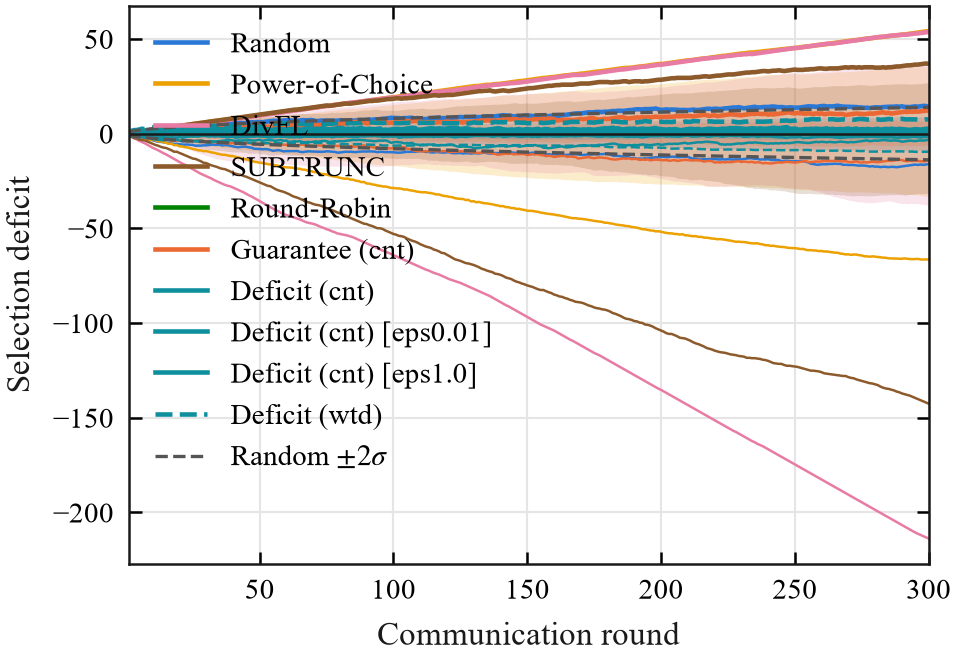 Selection deficit
50
0
−50
−100
−150
−200
Random
Power-of-Choice
DivFL
SUBTRUNC
Round-Robin
Guarantee (cnt)
Deficit (cnt)
Deficit (cnt) [eps0.01]
Deficit (cnt) [eps1.0]
Deficit (wtd)
Random ±2σ
50 100 150 200 250 300
Communication round